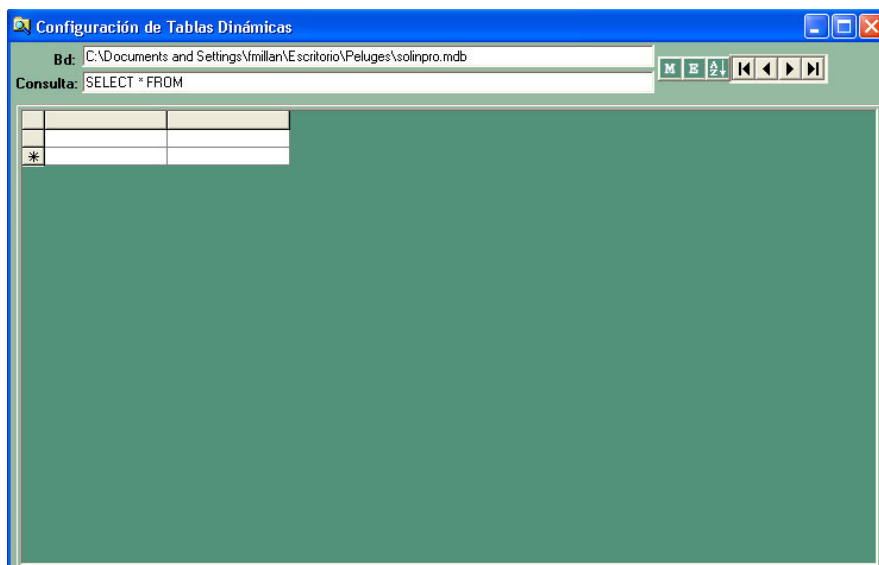 Configuración de Tablas Dinámicas
Bd: C:\Documents and Settings\fmillan\Escritorio\Peluges\solinpro.mdb
M E A Z
Consulta: SELECT * FROM